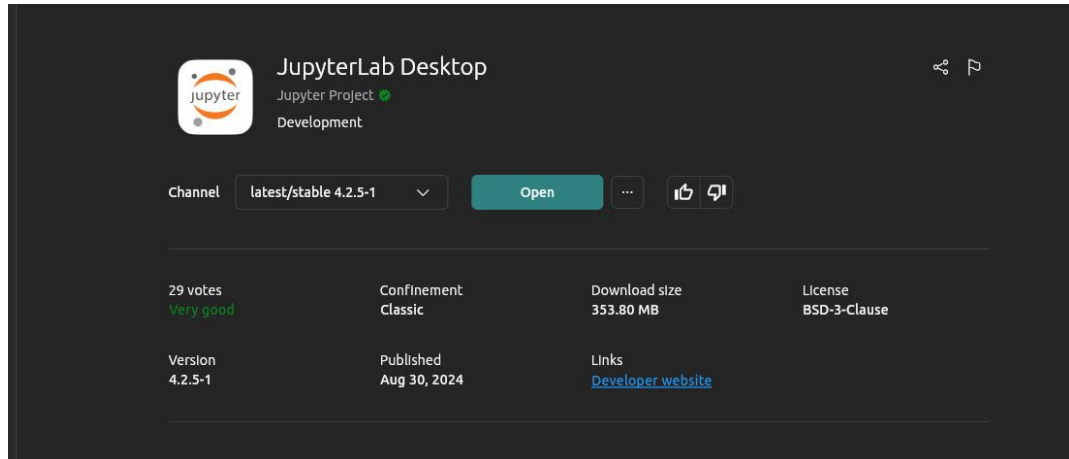 JupyterLab Desktop
jupyter
Jupyter Project
Development
Channel
latest/stable 4.2.5-1
Open
...
29 votes
Very good
Confinement
Classic
Download size
353.80 MB
License
BSD-3-Clause
Version
4.2.5-1
Published
Aug 30, 2024
Links
Developer website